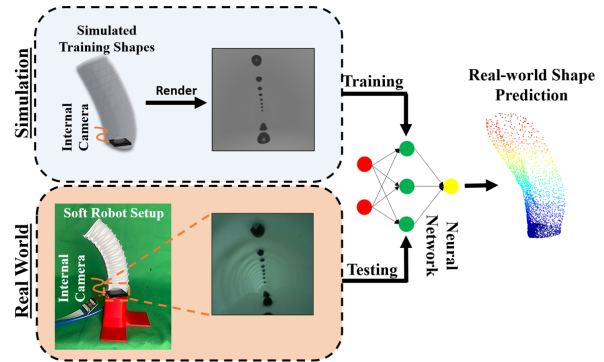 Simulation
Simulated
Training Shapes
Internal
Camera
Render
Training
Real-world Shape
Prediction
Neural
Network
Real World
Soft Robot Setup
Internal
Camera
Testing